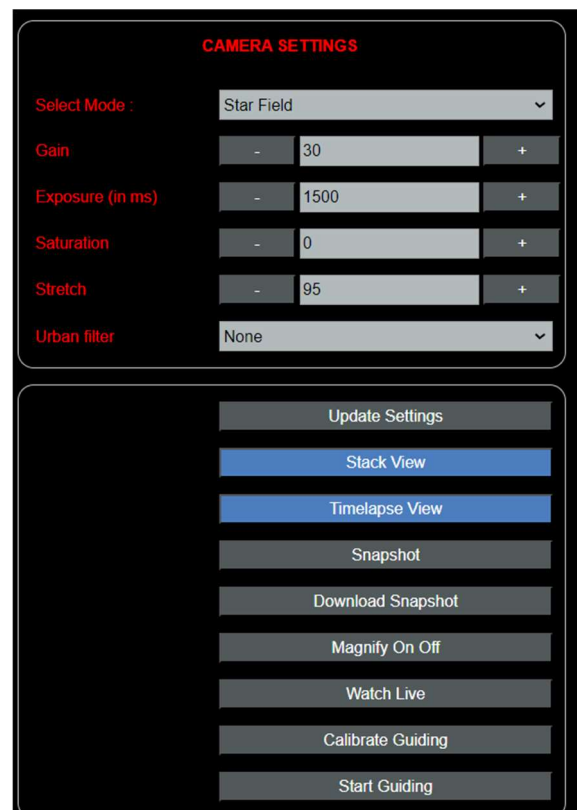 CAMERA SETTINGS
Select Mode : Star Field
Gain - 30 +
Exposure (in ms) - 1500 +
Saturation - 0 +
Stretch - 95 +
Urban filter None
Update Settings
Stack View
Timelapse View
Snapshot
Download Snapshot
Magnify On Off
Watch Live
Calibrate Guiding
Start Guiding